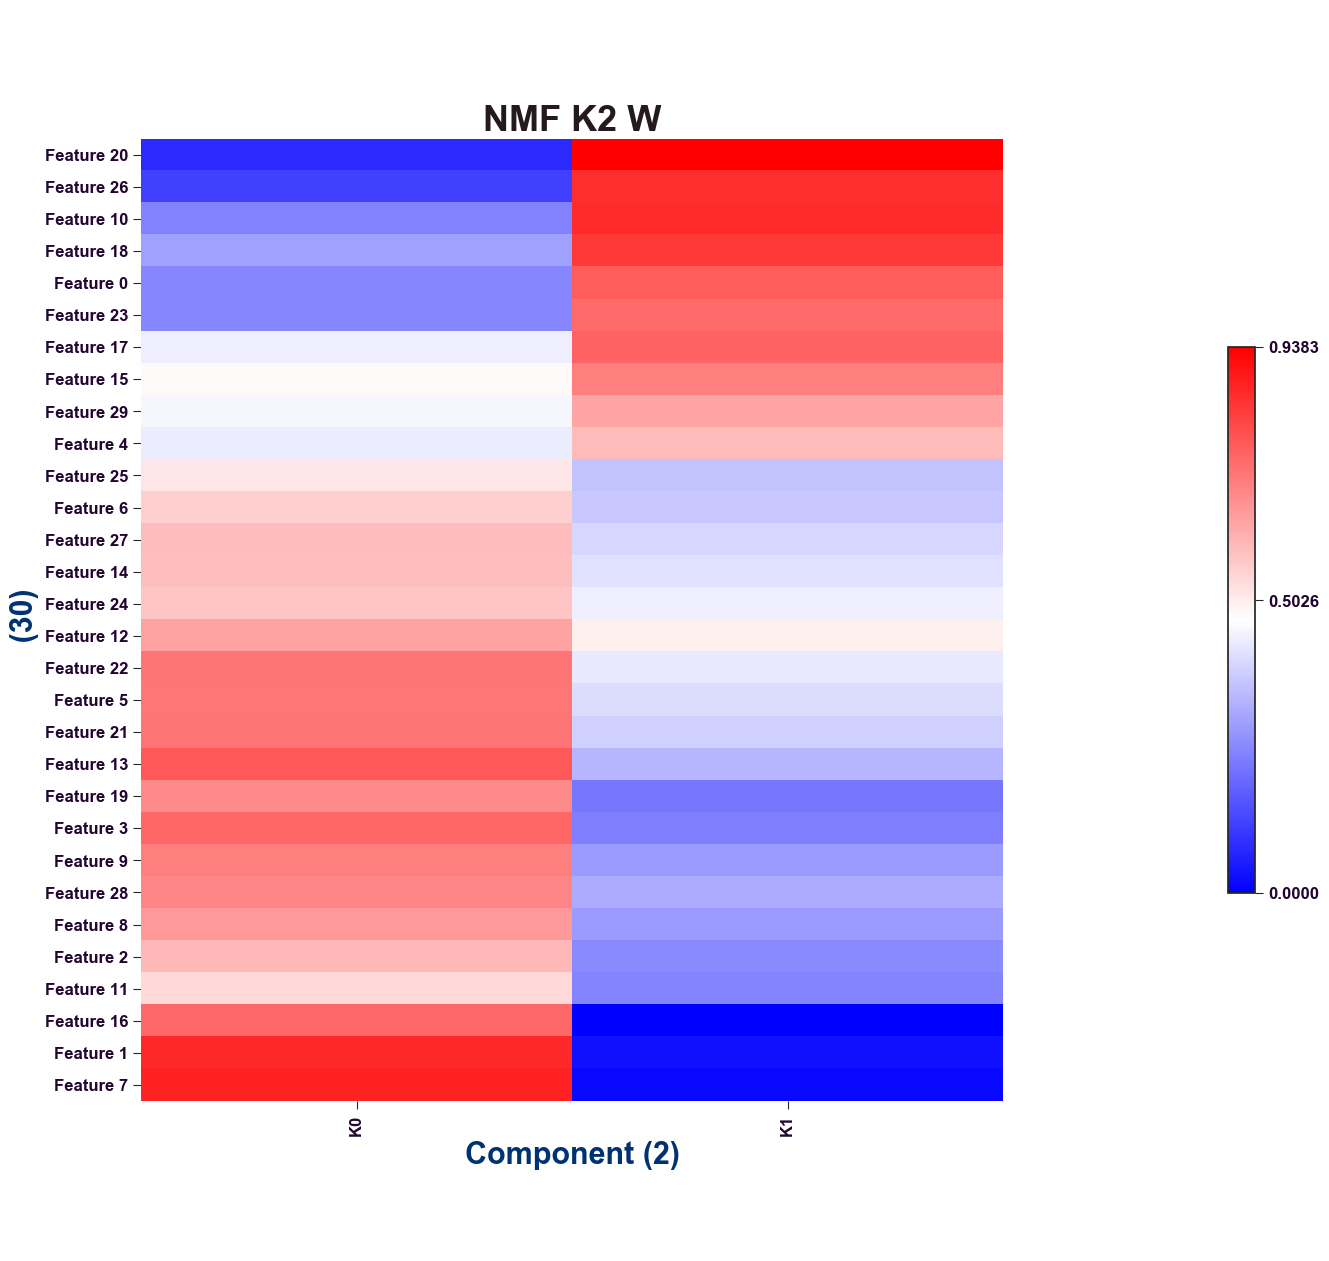 NMF K2 W
Feature 20
Feature 26
Feature 10
Feature 18
Feature 0
Feature 23
Feature 17
Feature 15
Feature 29
Feature 4
Feature 25
Feature 6
Feature 27
Feature 14
Feature 24
Feature 12
Feature 22
Feature 5
Feature 21
Feature 13
Feature 19
Feature 3
Feature 9
Feature 28
Feature 8
Feature 2
Feature 11
Feature 16
Feature 1
Feature 7
(30)
K0
K1
Component (2)
0.9383
0.5026
0.0000